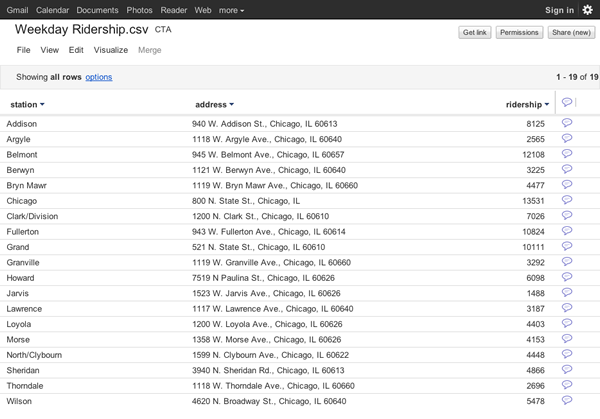 Gmail Calendar Documents Photos Reader Web more Sign in
Weekday Ridership.csv CTA
Get link Permissions Share (new)
File View Edit Visualize Merge
Showing all rows options 1 - 19 of 19
station address ridership
Addison 940 W. Addison St., Chicago, IL 60613 8125
Argyle 1118 W. Argyle Ave., Chicago, IL 60640 2565
Belmont 945 W. Belmont Ave., Chicago, IL 60657 12108
Berwyn 1121 W. Berwyn Ave., Chicago, IL 60640 3225
Bryn Mawr 1119 W. Bryn Mawr Ave., Chicago, IL 60660 4477
Chicago 800 N. State St., Chicago, IL 13531
Clark/Division 1200 N. Clark St., Chicago, IL 60610 7026
Fullerton 943 W. Fullerton Ave., Chicago, IL 60614 10824
Grand 521 N. State St., Chicago, IL 60610 10111
Granville 1119 W. Granville Ave., Chicago, IL 60660 3292
Howard 7519 N Paulina St., Chicago, IL 60626 6098
Jarvis 1523 W. Jarvis Ave., Chicago, IL 60626 1488
Lawrence 1117 W. Lawrence Ave., Chicago, IL 60640 3187
Loyola 1200 W. Loyola Ave., Chicago, IL 60626 4403
Morse 1358 W. Morse Ave., Chicago, IL 60626 4153
North/Clybourn 1599 N. Clybourn Ave., Chicago, IL 60622 4448
Sheridan 3940 N. Sheridan Rd., Chicago, IL 60613 4866
Thorndale 1118 W. Thorndale Ave., Chicago, IL 60660 2696
Wilson 4620 N. Broadway St., Chicago, IL 60640 5478